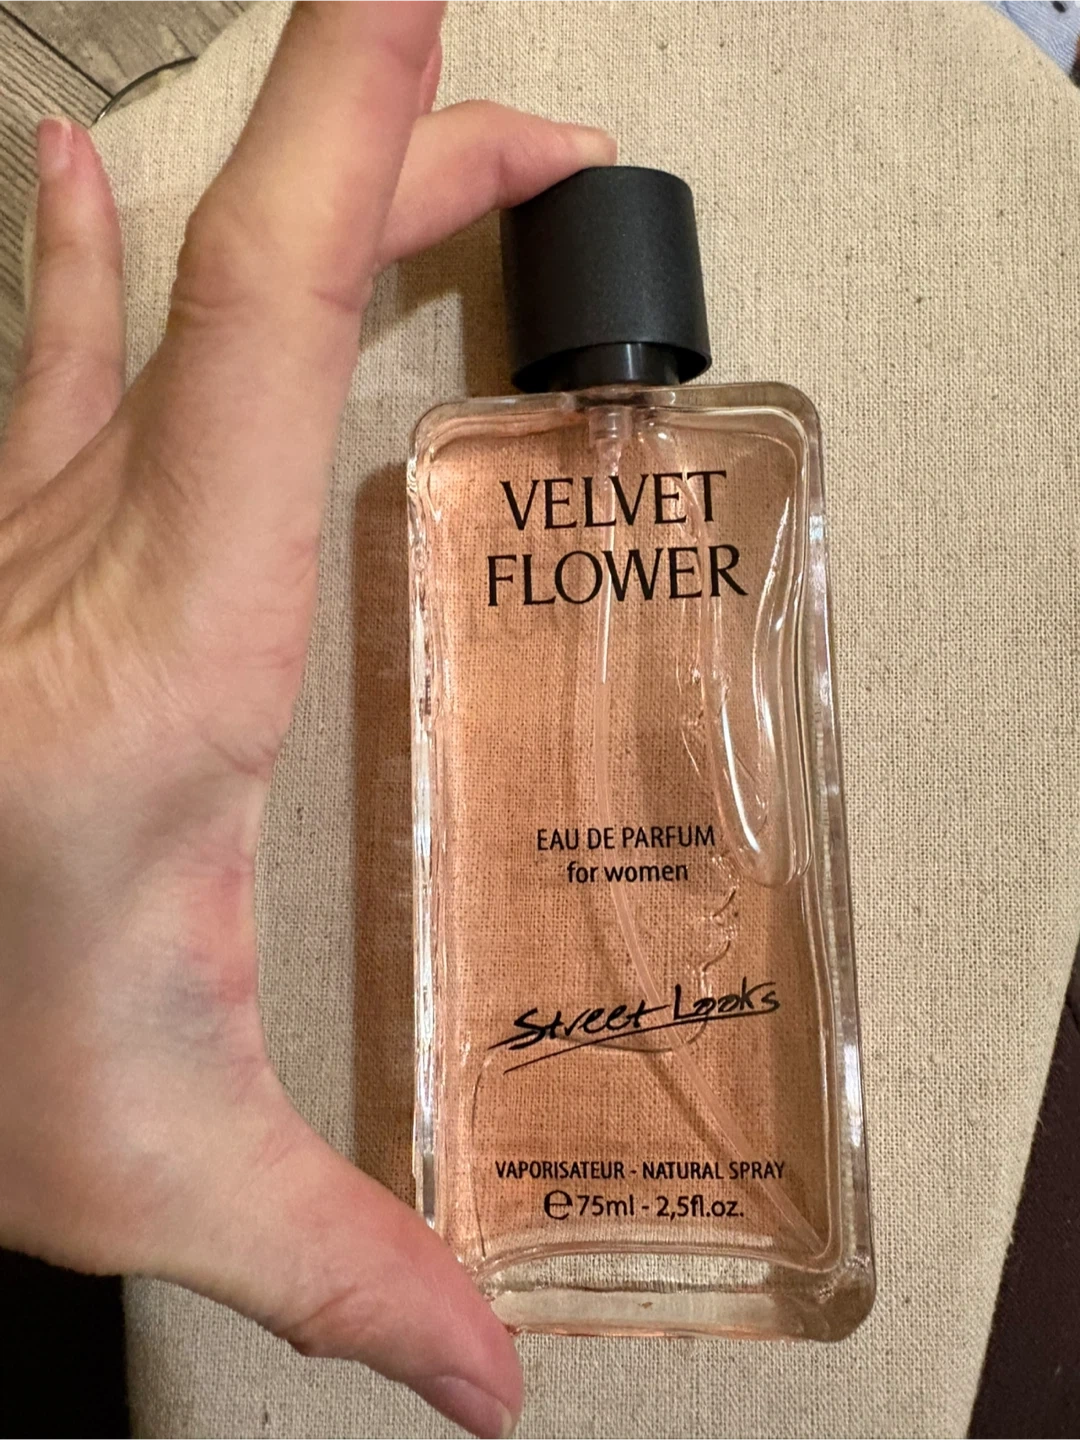 VELVET
FLOWER
EAU DE PARFUM
for women
Street Looks
VAPORISATEUR - NATURAL SPRAY
℮75ml - 2,5fl.oz.